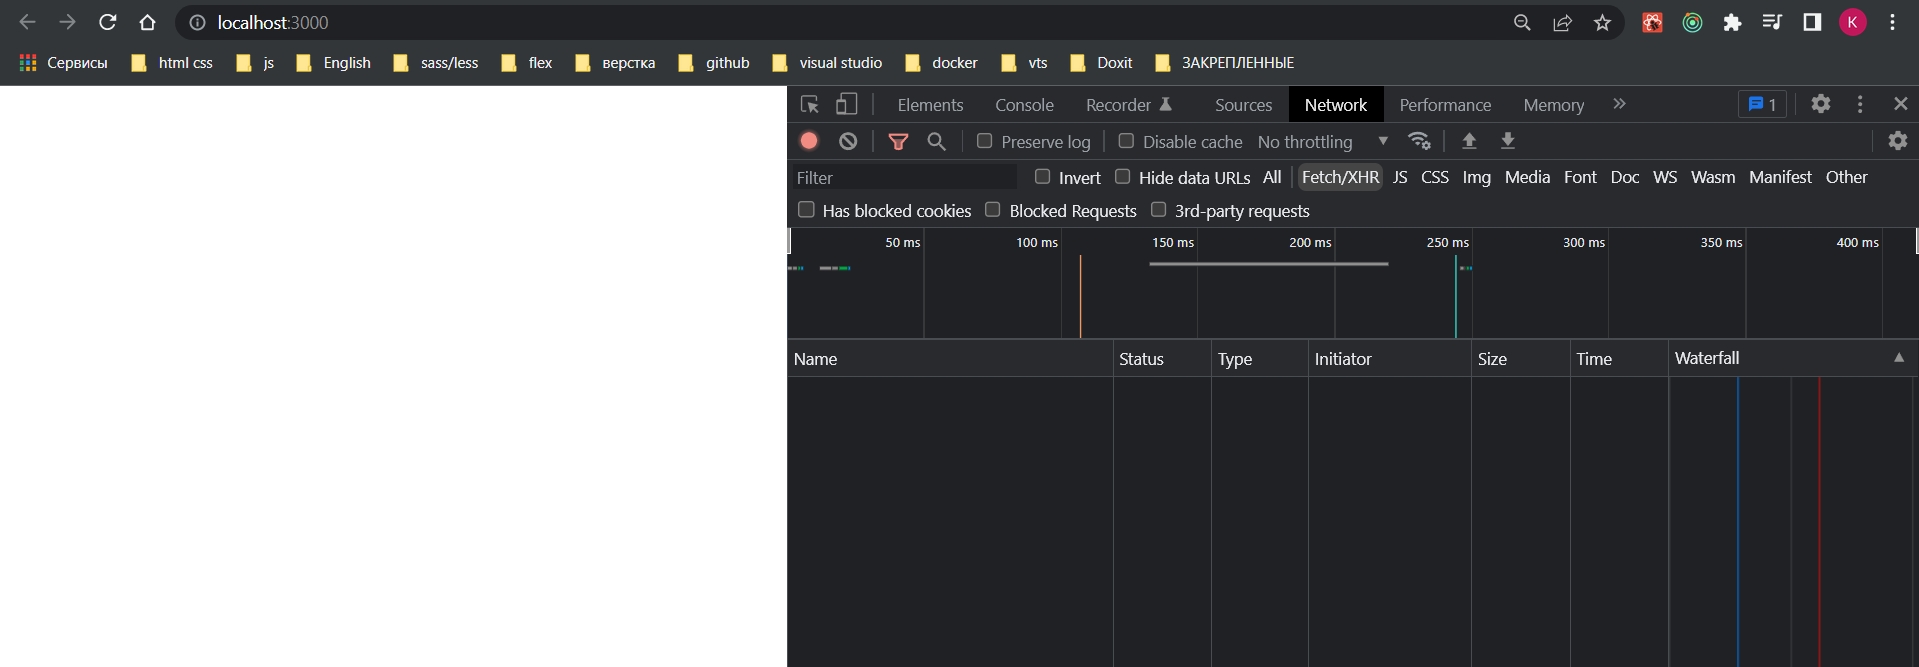 localhost:3000 K
Сервисы html css js English sass/less flex верстка github visual studio docker vts Doxit ЗАКРЕПЛЕННЫЕ
Elements Console Recorder Sources Network Performance Memory » 1
Preserve log Disable cache No throttling
Filter Invert Hide data URLs All Fetch/XHR JS CSS Img Media Font Doc WS Wasm Manifest Other
Has blocked cookies Blocked Requests 3rd-party requests
50 ms 100 ms 150 ms 200 ms 250 ms 300 ms 350 ms 400 ms
Name Status Type Initiator Size Time Waterfall